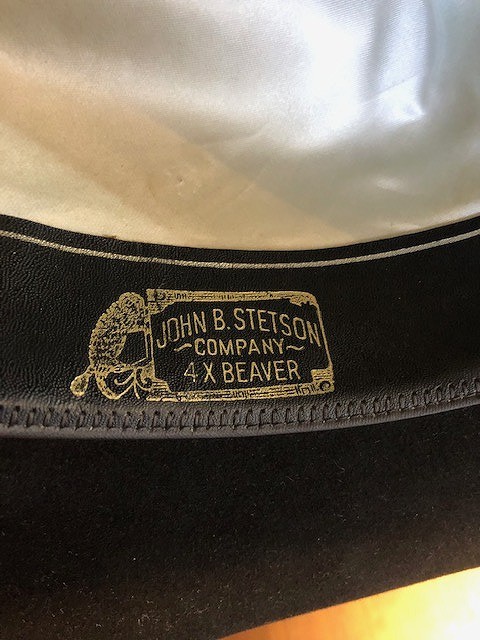 JOHN B. STETSON
~COMPANY~
4 X BEAVER